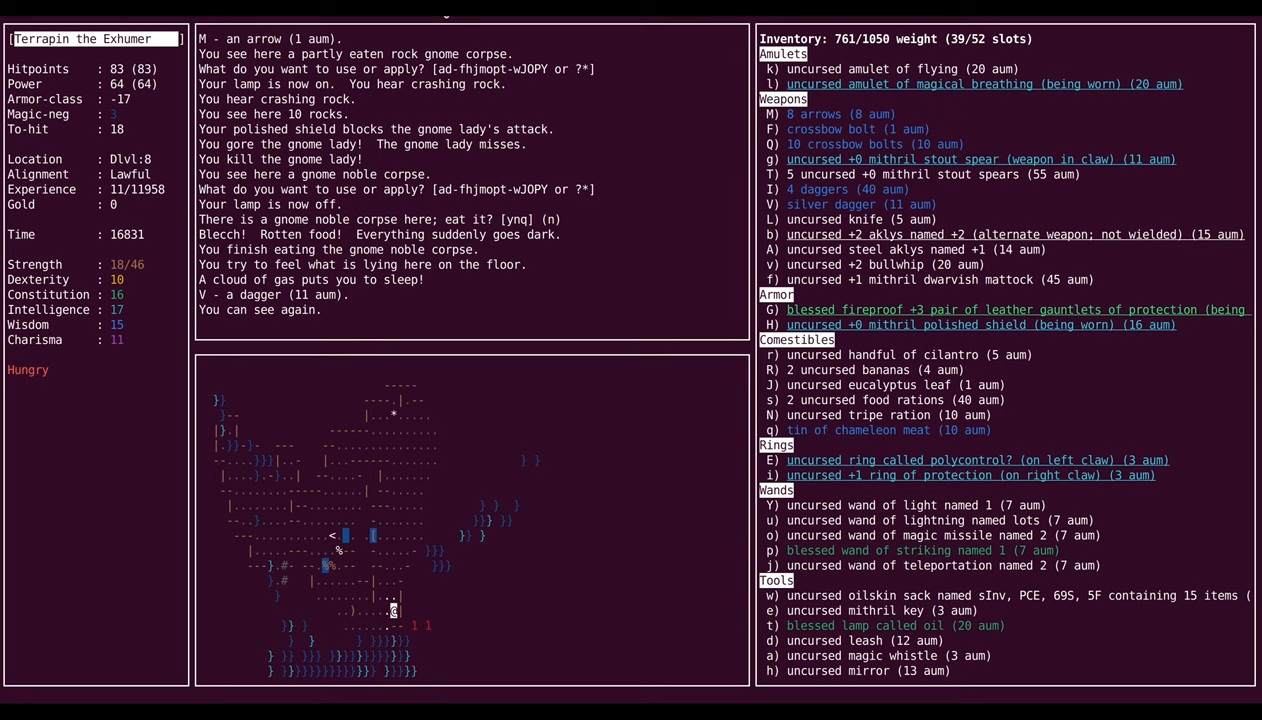 [Terrapin the Exhumer ]
Hitpoints : 83 (83)
Power : 64 (64)
Armor-class : -17
Magic-neg : 3
To-hit : 18
Location : Dlvl:8
Alignment : Lawful
Experience : 11/11958
Gold : 0
Time : 16831
Strength : 18/46
Dexterity : 10
Constitution : 16
Intelligence : 17
Wisdom : 15
Charisma : 11
Hungry
M - an arrow (1 aum).
You see here a partly eaten rock gnome corpse.
What do you want to use or apply? [ad-fhjmopt-wJOPY or ?*]
Your lamp is now on.  You hear crashing rock.
You hear crashing rock.
You see here 10 rocks.
Your polished shield blocks the gnome lady's attack.
You gore the gnome lady!  The gnome lady misses.
You kill the gnome lady!
You see here a gnome noble corpse.
What do you want to use or apply? [ad-fhjmopt-wJOPY or ?*]
Your lamp is now off.
There is a gnome noble corpse here; eat it? [ynq] (n)
Blecch!  Rotten food!  Everything suddenly goes dark.
You finish eating the gnome noble corpse.
You try to feel what is lying here on the floor.
A cloud of gas puts you to sleep!
V - a dagger (11 aum).
You can see again.
Inventory: 761/1050 weight (39/52 slots)
Amulets
k) uncursed amulet of flying (20 aum)
l) uncursed amulet of magical breathing (being worn) (20 aum)
Weapons
M) 8 arrows (8 aum)
F) crossbow bolt (1 aum)
Q) 10 crossbow bolts (10 aum)
g) uncursed +0 mithril stout spear (weapon in claw) (11 aum)
T) 5 uncursed +0 mithril stout spears (55 aum)
I) 4 daggers (40 aum)
V) silver dagger (11 aum)
L) uncursed knife (5 aum)
b) uncursed +2 aklys named +2 (alternate weapon; not wielded) (15 aum)
A) uncursed steel aklys named +1 (14 aum)
v) uncursed +2 bullwhip (20 aum)
f) uncursed +1 mithril dwarvish mattock (45 aum)
Armor
G) blessed fireproof +3 pair of leather gauntlets of protection (being
H) uncursed +0 mithril polished shield (being worn) (16 aum)
Comestibles
r) uncursed handful of cilantro (5 aum)
R) 2 uncursed bananas (4 aum)
J) uncursed eucalyptus leaf (1 aum)
s) 2 uncursed food rations (40 aum)
N) uncursed tripe ration (10 aum)
q) tin of chameleon meat (10 aum)
Rings
E) uncursed ring called polycontrol? (on left claw) (3 aum)
i) uncursed +1 ring of protection (on right claw) (3 aum)
Wands
Y) uncursed wand of light named 1 (7 aum)
u) uncursed wand of lightning named lots (7 aum)
o) uncursed wand of magic missile named 2 (7 aum)
p) blessed wand of striking named 1 (7 aum)
j) uncursed wand of teleportation named 2 (7 aum)
Tools
w) uncursed oilskin sack named sInv, PCE, 69S, 5F containing 15 items (
e) uncursed mithril key (3 aum)
t) blessed lamp called oil (20 aum)
d) uncursed leash (12 aum)
a) uncursed magic whistle (3 aum)
h) uncursed mirror (13 aum)